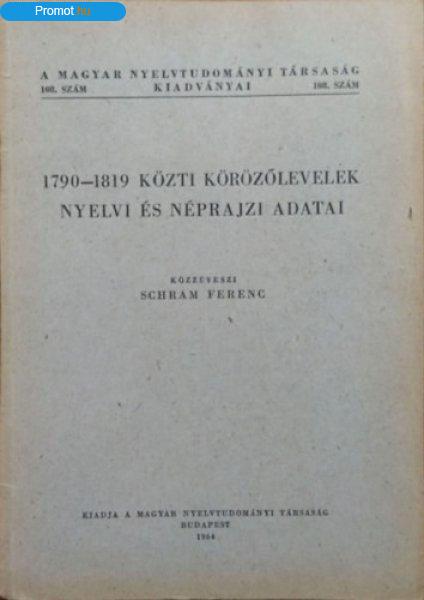 Promot.hu
A MAGYAR NYELVTUDOMÁNYI TÁRSASÁG
108. SZÁM KIADVÁNYAI 108. SZÁM
1790—1819 KÖZTI KÖRÖZŐLEVELEK
NYELVI ÉS NÉPRAJZI ADATAI
KÖZZÉTESZI
SCHRAM FERENC
KIADJA A MAGYAR NYELVTUDOMÁNYI TÁRSASÁG
BUDAPEST
1964